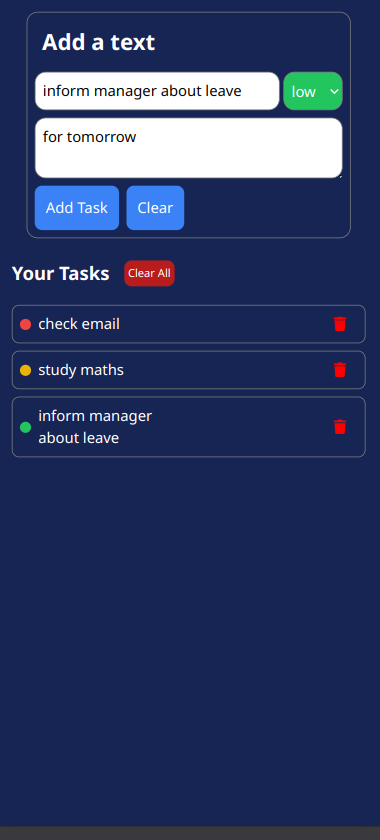 Add a text
inform manager about leave
low
for tomorrow
Add Task
Clear
Your Tasks
Clear All
check email
study maths
inform manager
about leave